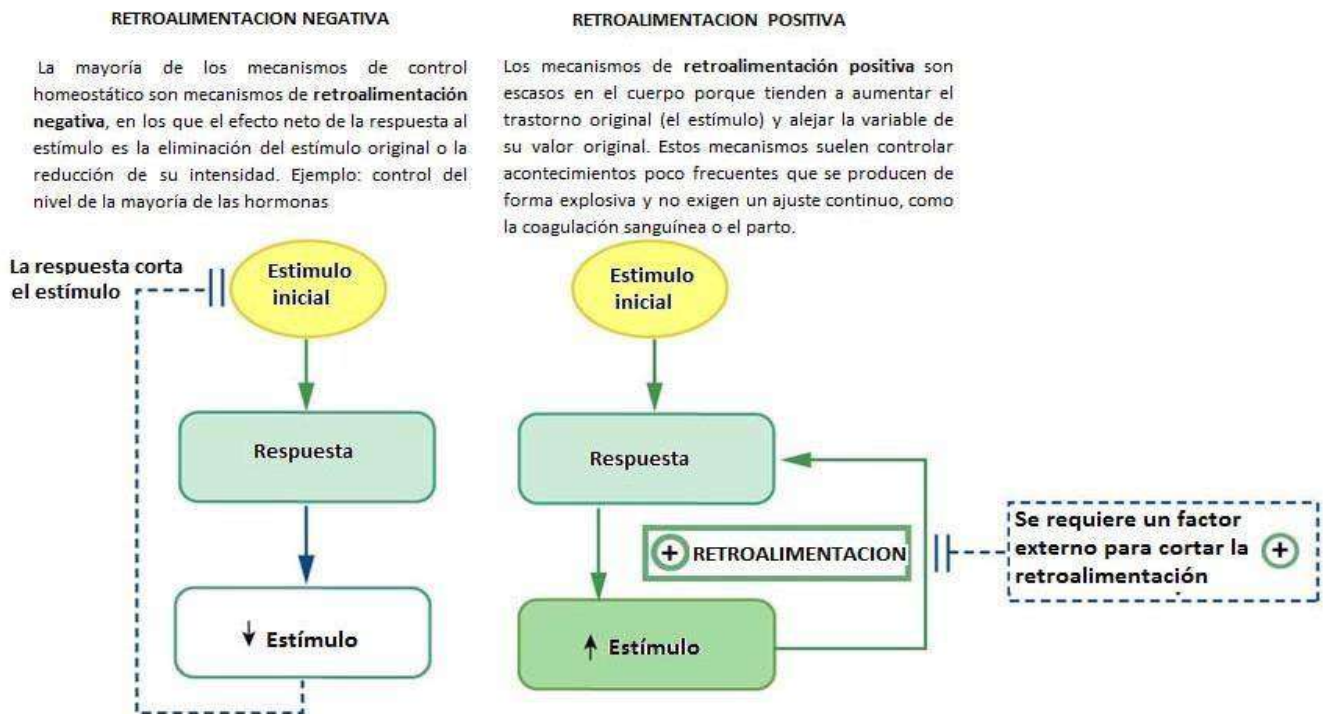 RETROALIMENTACION NEGATIVA
La mayoría de los mecanismos de control
homeostático son mecanismos de retroalimentación
negativa, en los que el efecto neto de la respuesta al
estímulo es la eliminación del estímulo original o la
reducción de su intensidad. Ejemplo: control del
nivel de la mayoría de las hormonas
RETROALIMENTACION POSITIVA
Los mecanismos de retroalimentación positiva son
escasos en el cuerpo porque tienden a aumentar el
trastorno original (el estímulo) y alejar la variable de
su valor original. Estos mecanismos suelen controlar
acontecimientos poco frecuentes que se producen de
forma explosiva y no exigen un ajuste continuo, como
la coagulación sanguínea o el parto.
La respuesta corta
el estímulo
Estimulo
inicial
Respuesta
↓ Estímulo
Estimulo
inicial
Respuesta
+ RETROALIMENTACION
↑ Estímulo
Se requiere un factor
externo para cortar la
retroalimentación +